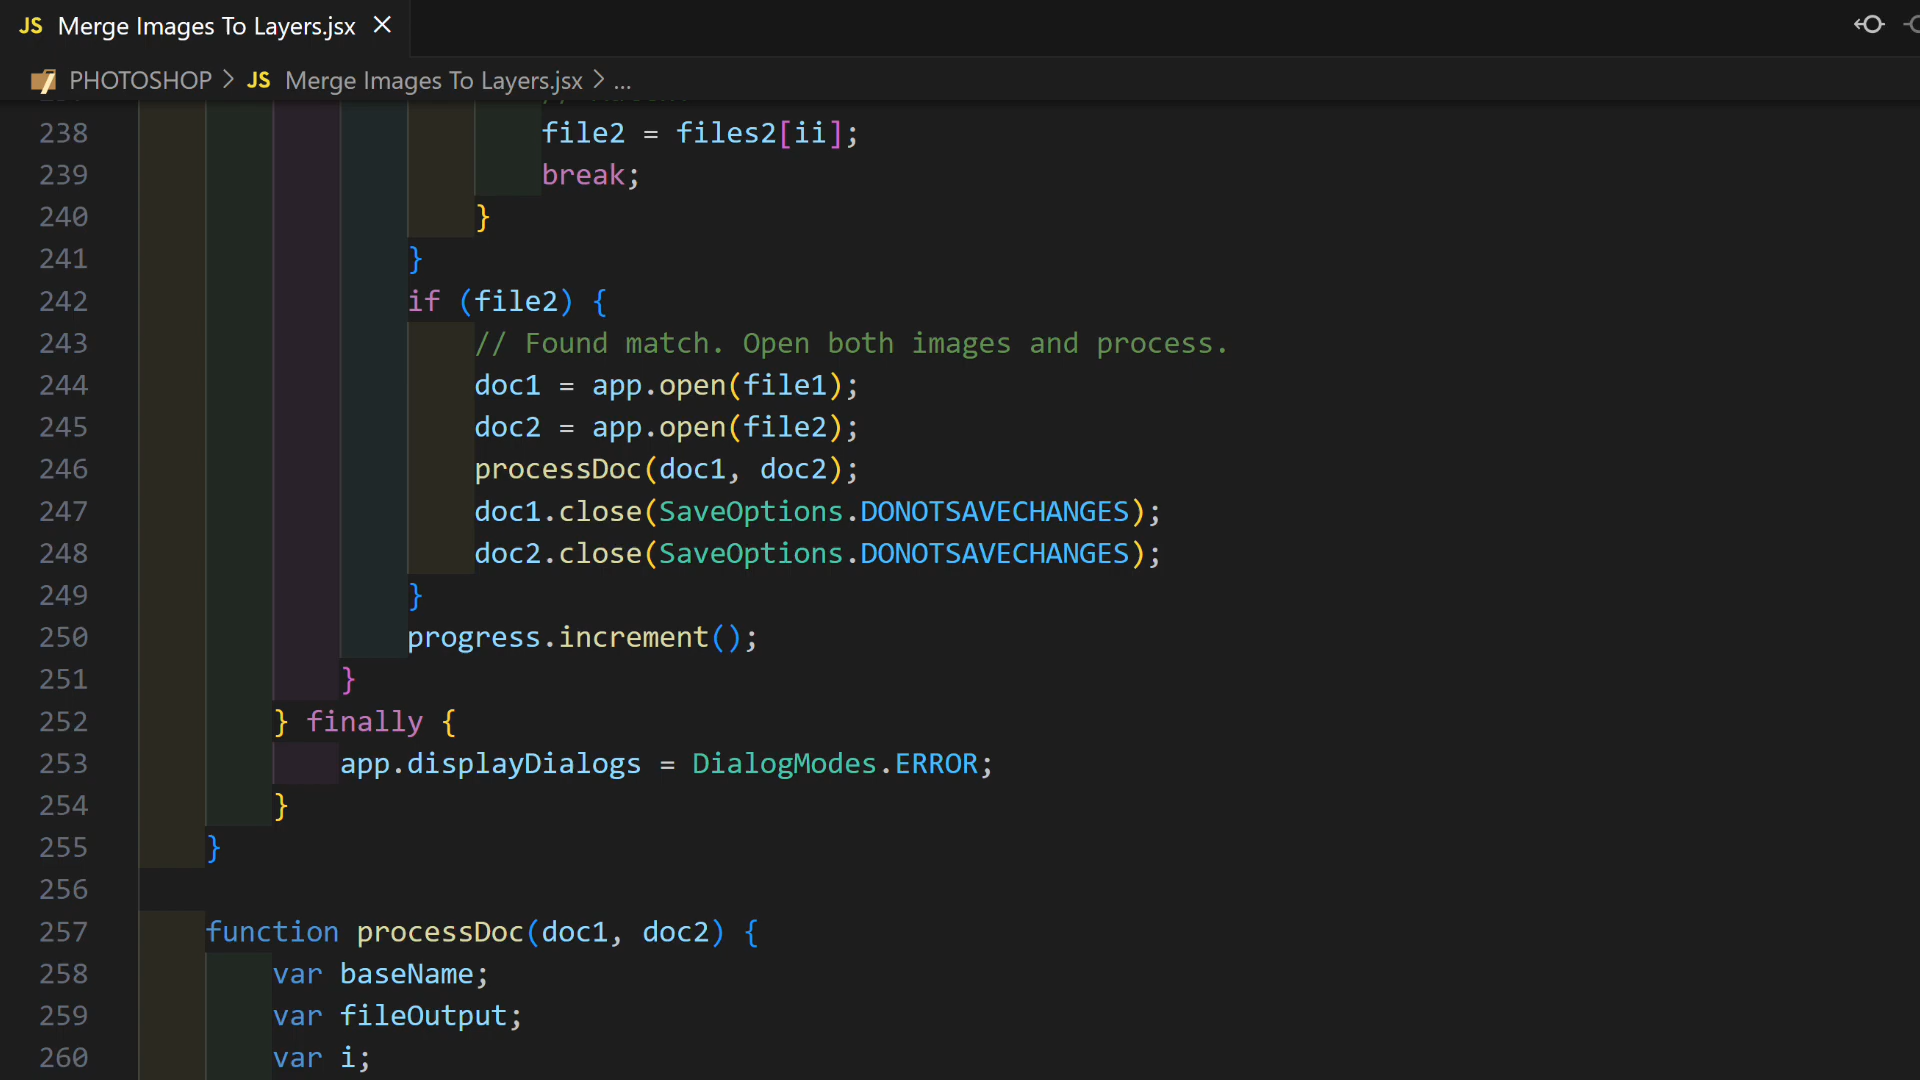 JS Merge Images To Layers.jsx
PHOTOSHOP > JS Merge Images To Layers.jsx > ...
238 file2 = files2[ii];
239 break;
240 }
241 }
242 if (file2) {
243 // Found match. Open both images and process.
244 doc1 = app.open(file1);
245 doc2 = app.open(file2);
246 processDoc(doc1, doc2);
247 doc1.close(SaveOptions.DONOTSAVECHANGES);
248 doc2.close(SaveOptions.DONOTSAVECHANGES);
249 }
250 progress.increment();
251 }
252 } finally {
253 app.displayDialogs = DialogModes.ERROR;
254 }
255 }
256
257 function processDoc(doc1, doc2) {
258 var baseName;
259 var fileOutput;
260 var i;